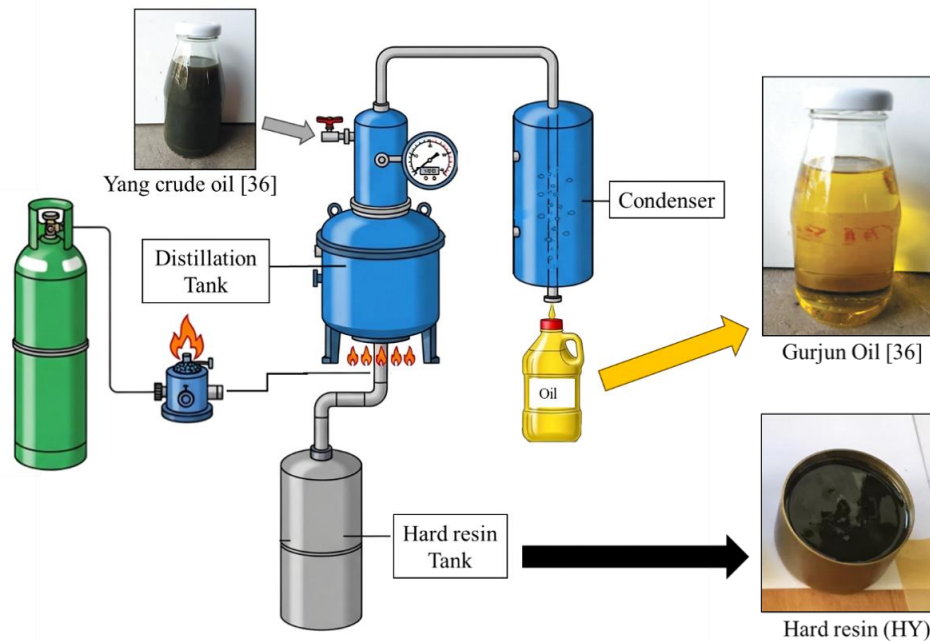 Yang crude oil [36]
Distillation
Tank
Condenser
Gurjun Oil [36]
Oil
Hard resin
Tank
Hard resin (HY)